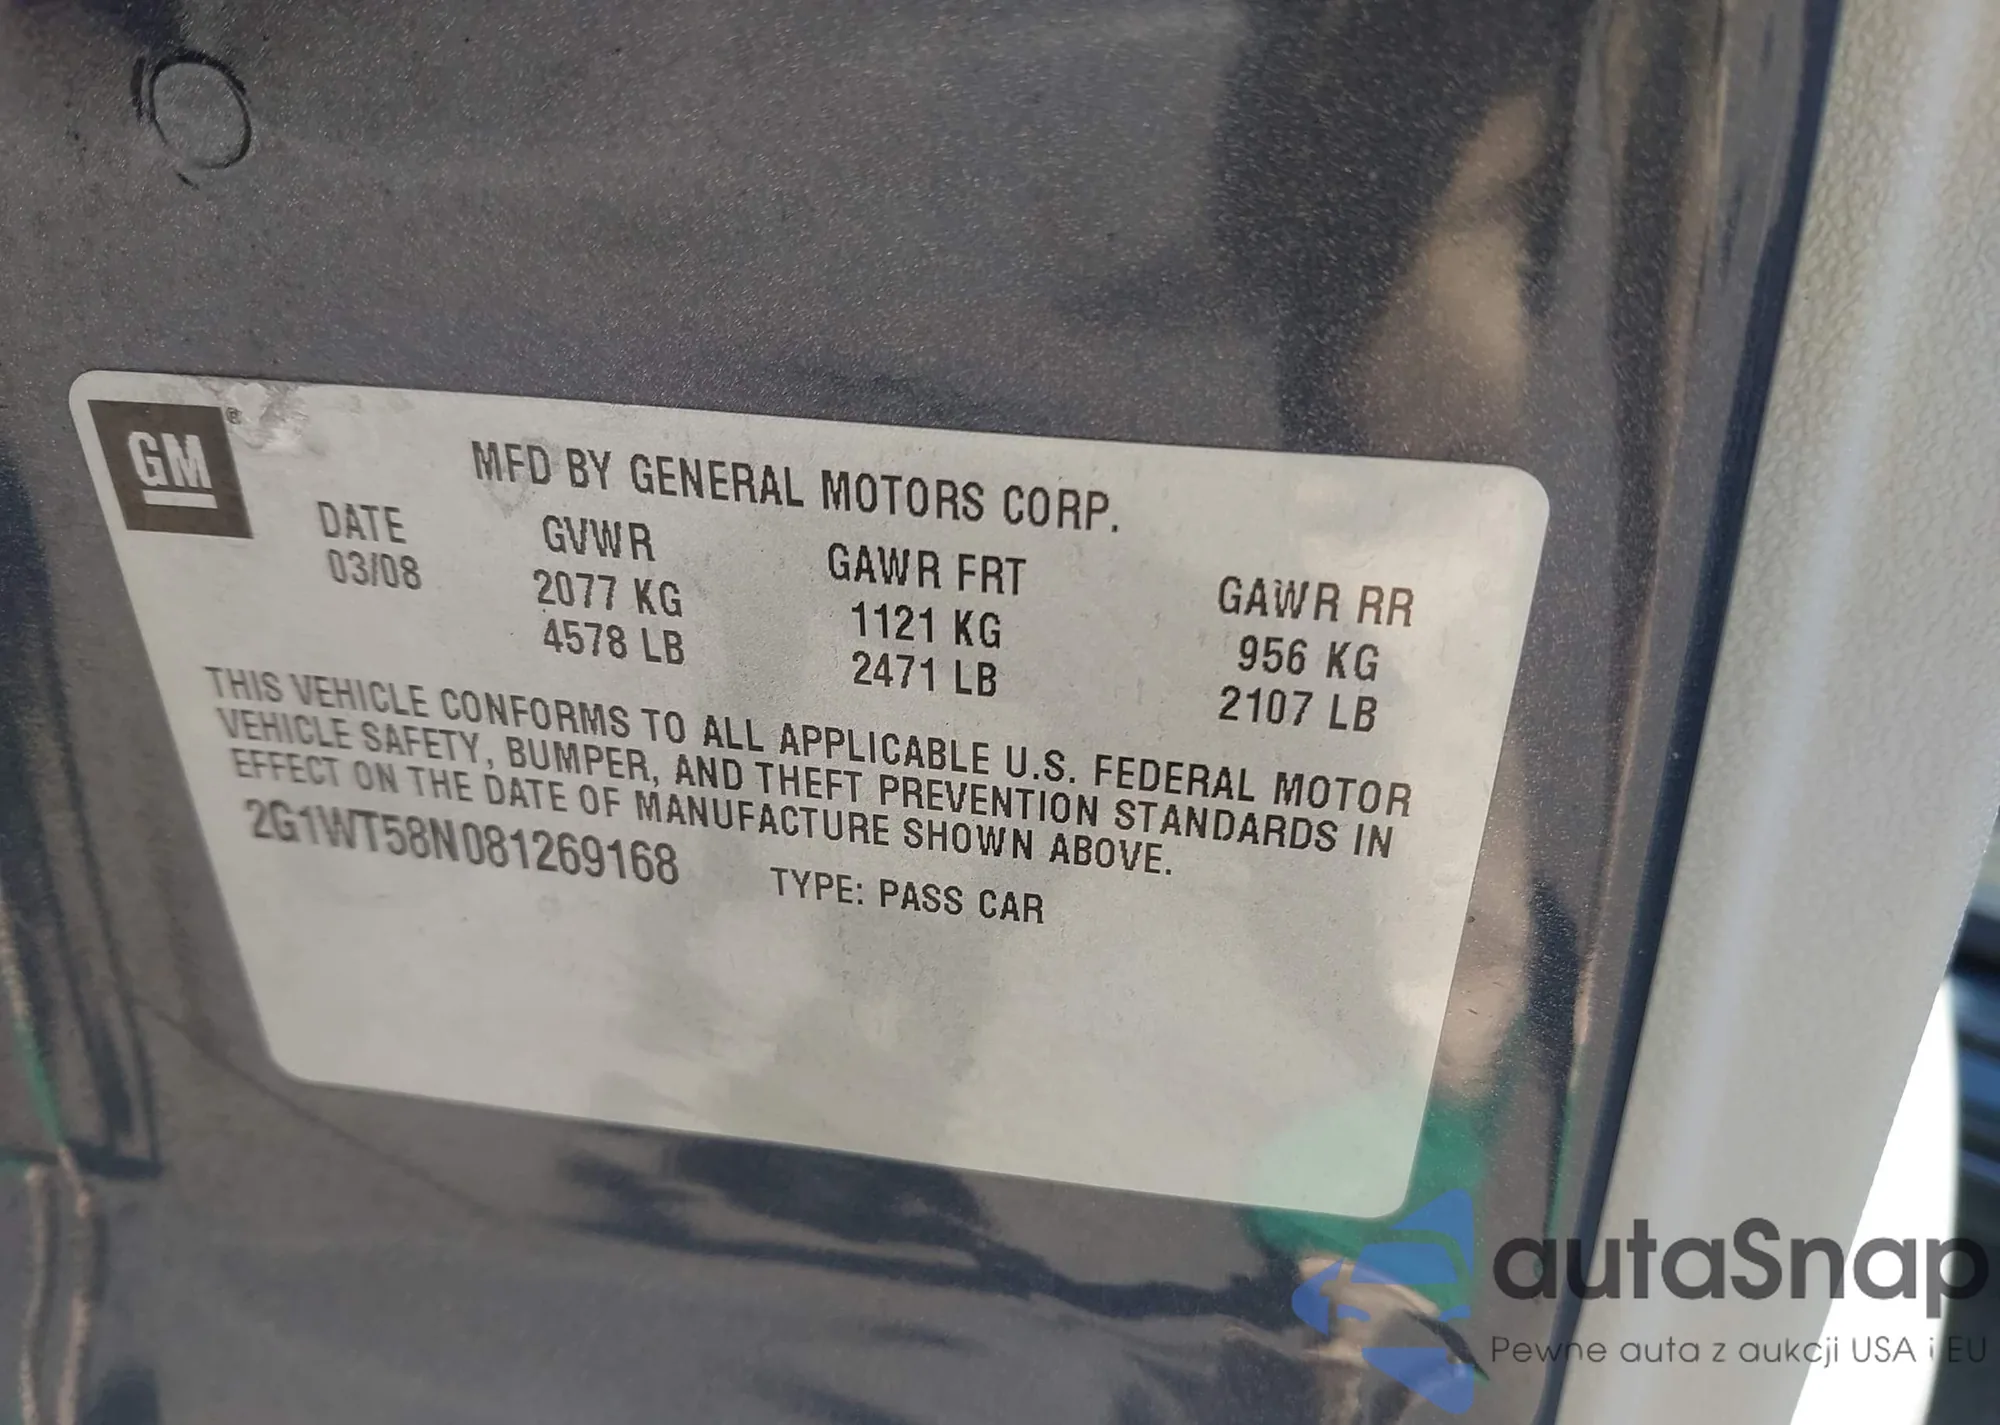 GM®
MFD BY GENERAL MOTORS CORP.
DATE GVWR GAWR FRT GAWR RR
03/08 2077 KG 1121 KG 956 KG
4578 LB 2471 LB 2107 LB
THIS VEHICLE CONFORMS TO ALL APPLICABLE U.S. FEDERAL MOTOR
VEHICLE SAFETY, BUMPER, AND THEFT PREVENTION STANDARDS IN
EFFECT ON THE DATE OF MANUFACTURE SHOWN ABOVE.
2G1WT58N081269168 TYPE: PASS CAR
autaSnap
Pewne auta z aukcji USA i EU